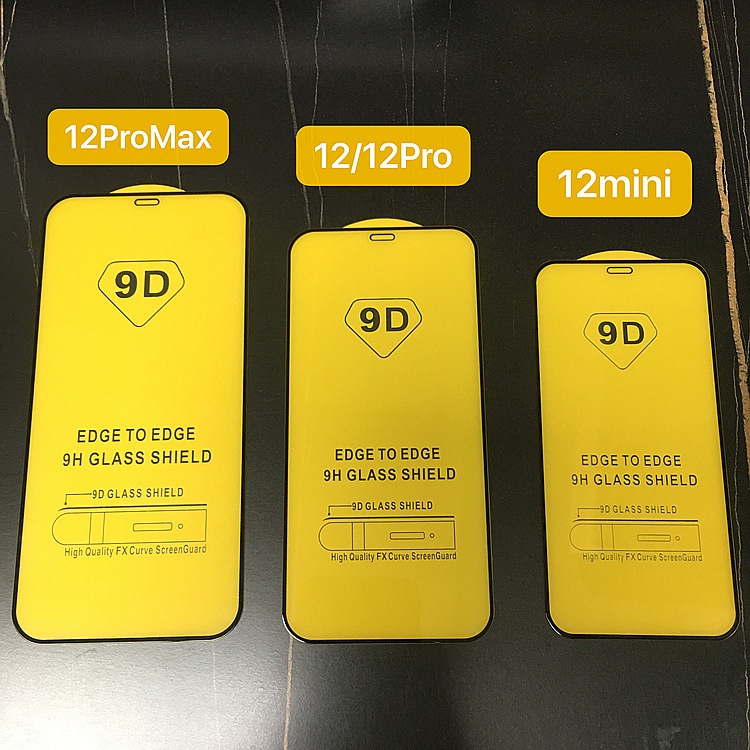 12ProMax
9D
EDGE TO EDGE
9H GLASS SHIELD
9D GLASS SHIELD
High Quality FX Curve ScreenGuard
12/12Pro
9D
EDGE TO EDGE
9H GLASS SHIELD
9D GLASS SHIELD
High Quality FX Curve ScreenGuard
12mini
9D
EDGE TO EDGE
9H GLASS SHIELD
9D GLASS SHIELD
High Quality FX Curve ScreenGuard